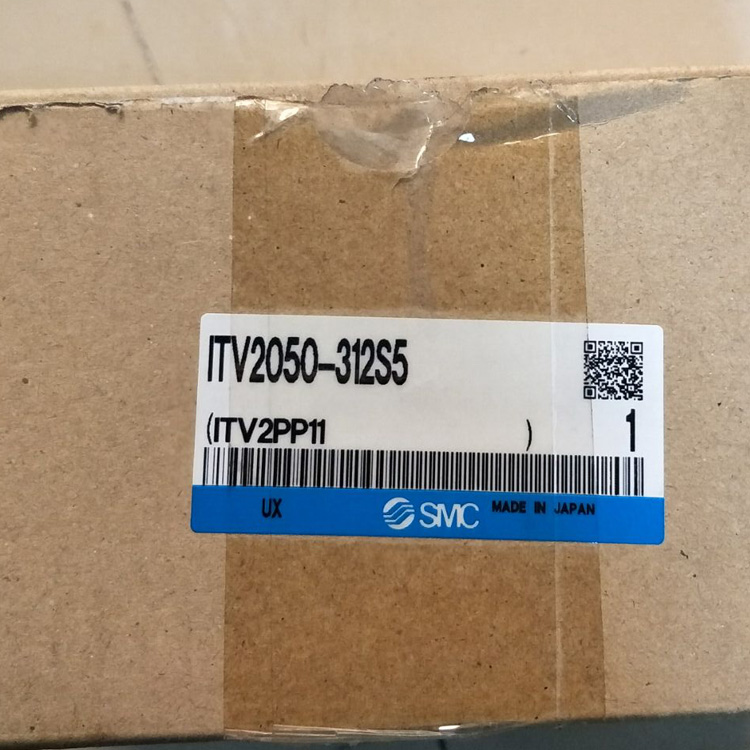 ITV2050-312S5
(ITV2PP11 )
1
UX SMC MADE IN JAPAN